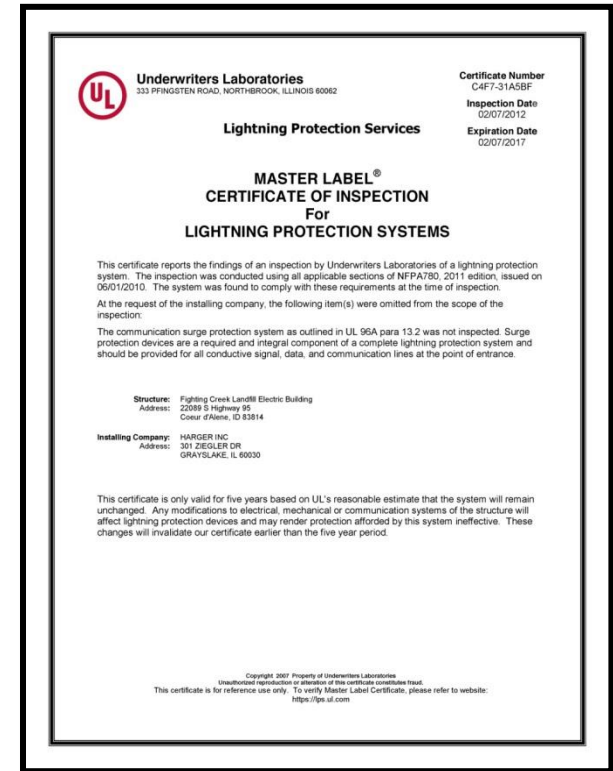 UL
Underwriters Laboratories
333 PFINGSTEN ROAD, NORTHBROOK, ILLINOIS 60062
Certificate Number
C4F7-31A5BF
Inspection Date
02/07/2012
Lightning Protection Services
Expiration Date
02/07/2017
MASTER LABEL®
CERTIFICATE OF INSPECTION
For
LIGHTNING PROTECTION SYSTEMS
This certificate reports the findings of an inspection by Underwriters Laboratories of a lightning protection
system. The inspection was conducted using all applicable sections of NFPA780, 2011 edition, issued on
06/01/2010. The system was found to comply with these requirements at the time of inspection.
At the request of the installing company, the following item(s) were omitted from the scope of the
inspection:
The communication surge protection system as outlined in UL 96A para 13.2 was not inspected. Surge
protection devices are a required and integral component of a complete lightning protection system and
should be provided for all conductive signal, data, and communication lines at the point of entrance.
Structure: Fighting Creek Landfill Electric Building
Address: 22089 S Highway 95
Coeur d'Alene, ID 83814
Installing Company: HARGER INC
Address: 301 ZIEGLER DR
GRAYSLAKE, IL 60030
This certificate is only valid for five years based on UL's reasonable estimate that the system will remain
unchanged. Any modifications to electrical, mechanical or communication systems of the structure will
affect lightning protection devices and may render protection afforded by this system ineffective. These
changes will invalidate our certificate earlier than the five year period.
Copyright 2007 Property of Underwriters Laboratories
Unauthorized reproduction or alteration of this certificate constitutes fraud.
This certificate is for reference use only. To verify Master Label Certificate, please refer to website:
https://lps.ul.com